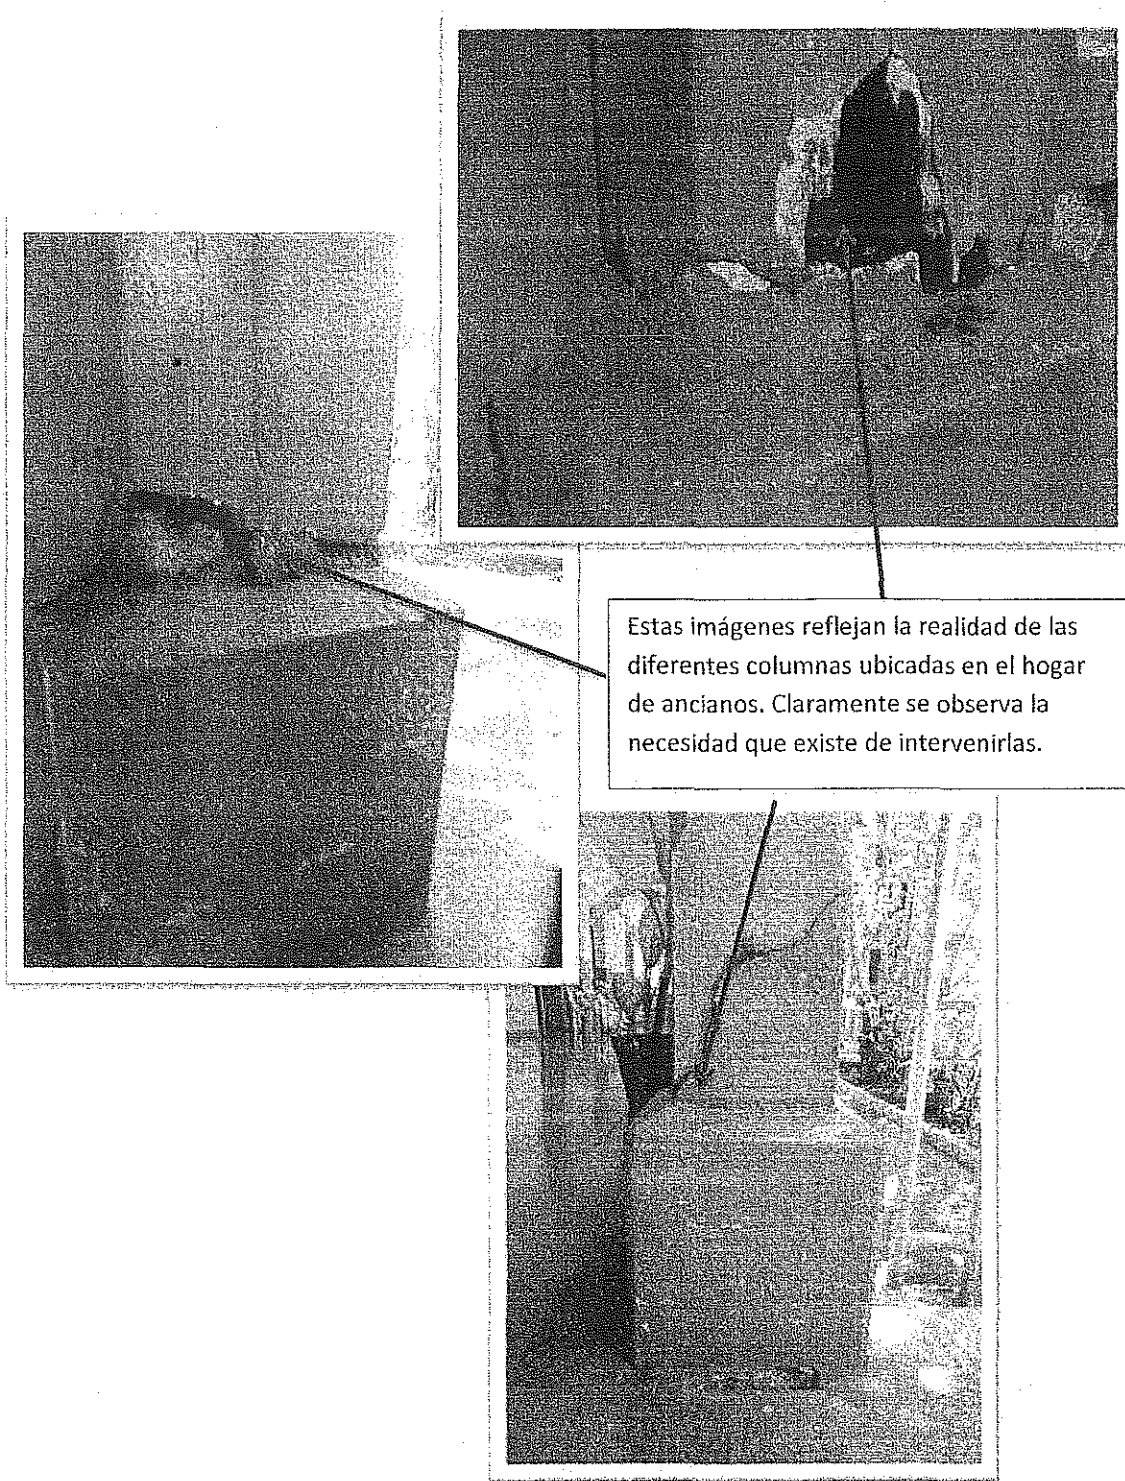 Estas imágenes reflejan la realidad de las
diferentes columnas ubicadas en el hogar
de ancianos. Claramente se observa la
necesidad que existe de intervenirlas.